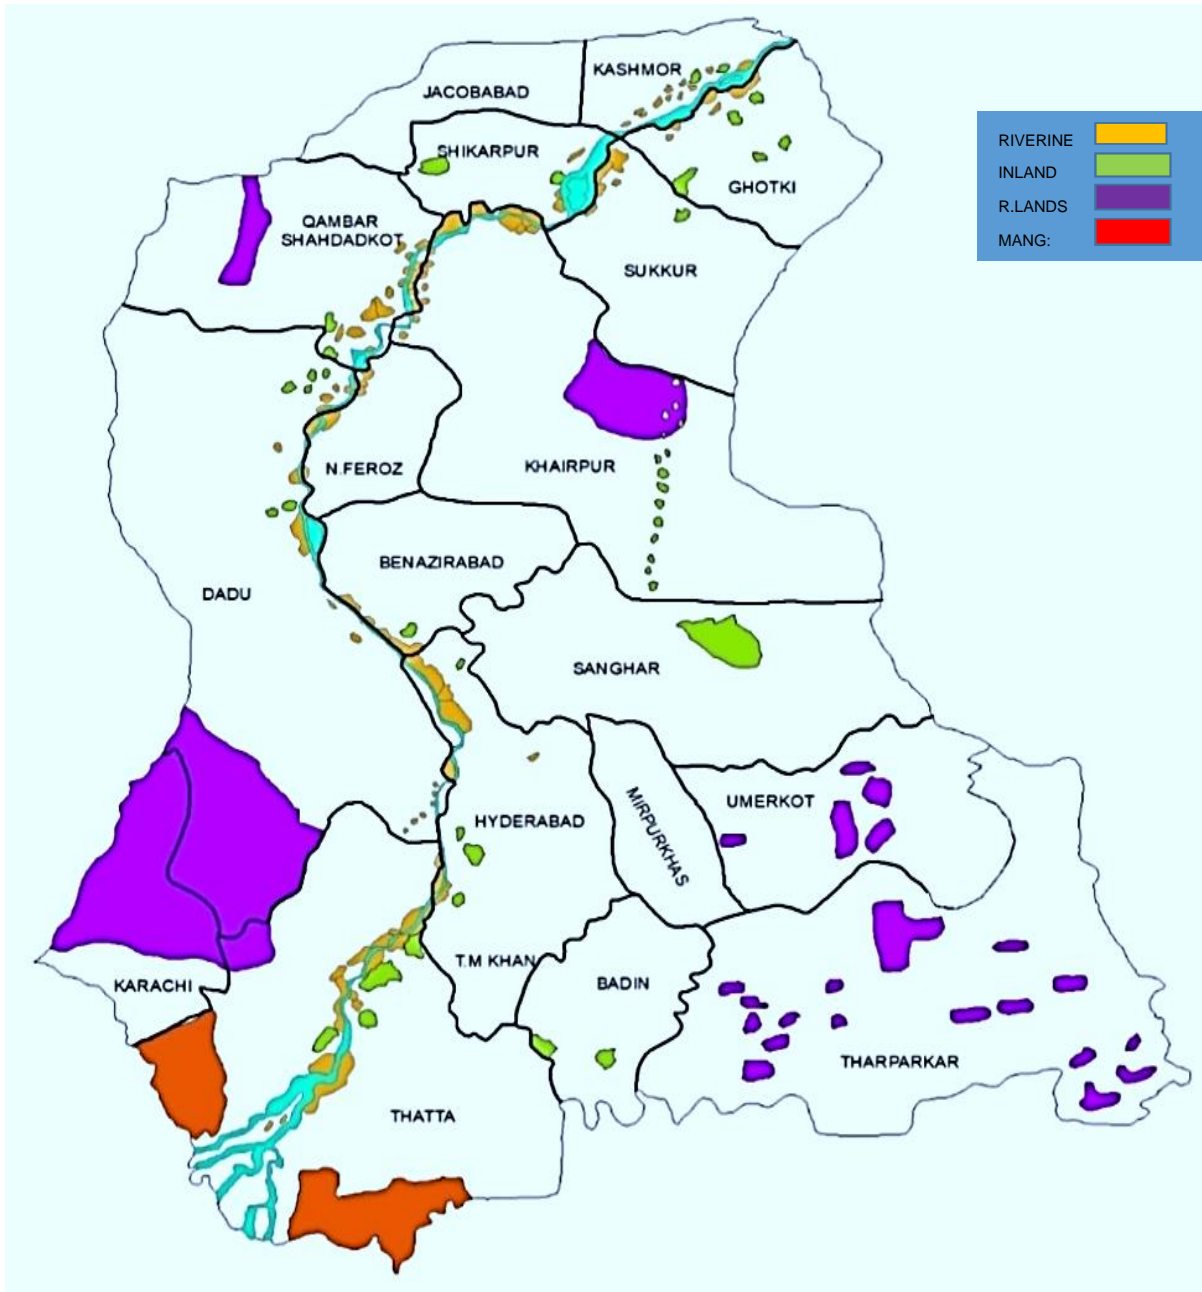 KASHMOR
JACOBABAD
RIVERINE
SHIKARPUR
INLAND
GHOTKI
R.LANDS
QAMBAR
SHAHDADKOT
MANG:
SUKKUR
N.FEROZ
KHAIRPUR
BENAZIRABAD
DADU
SANGHAR
UMERKOT
HYDERABAD
MIRPURKHAS
T.M KHAN
BADIN
KARACHI
THARPARKAR
THATTA